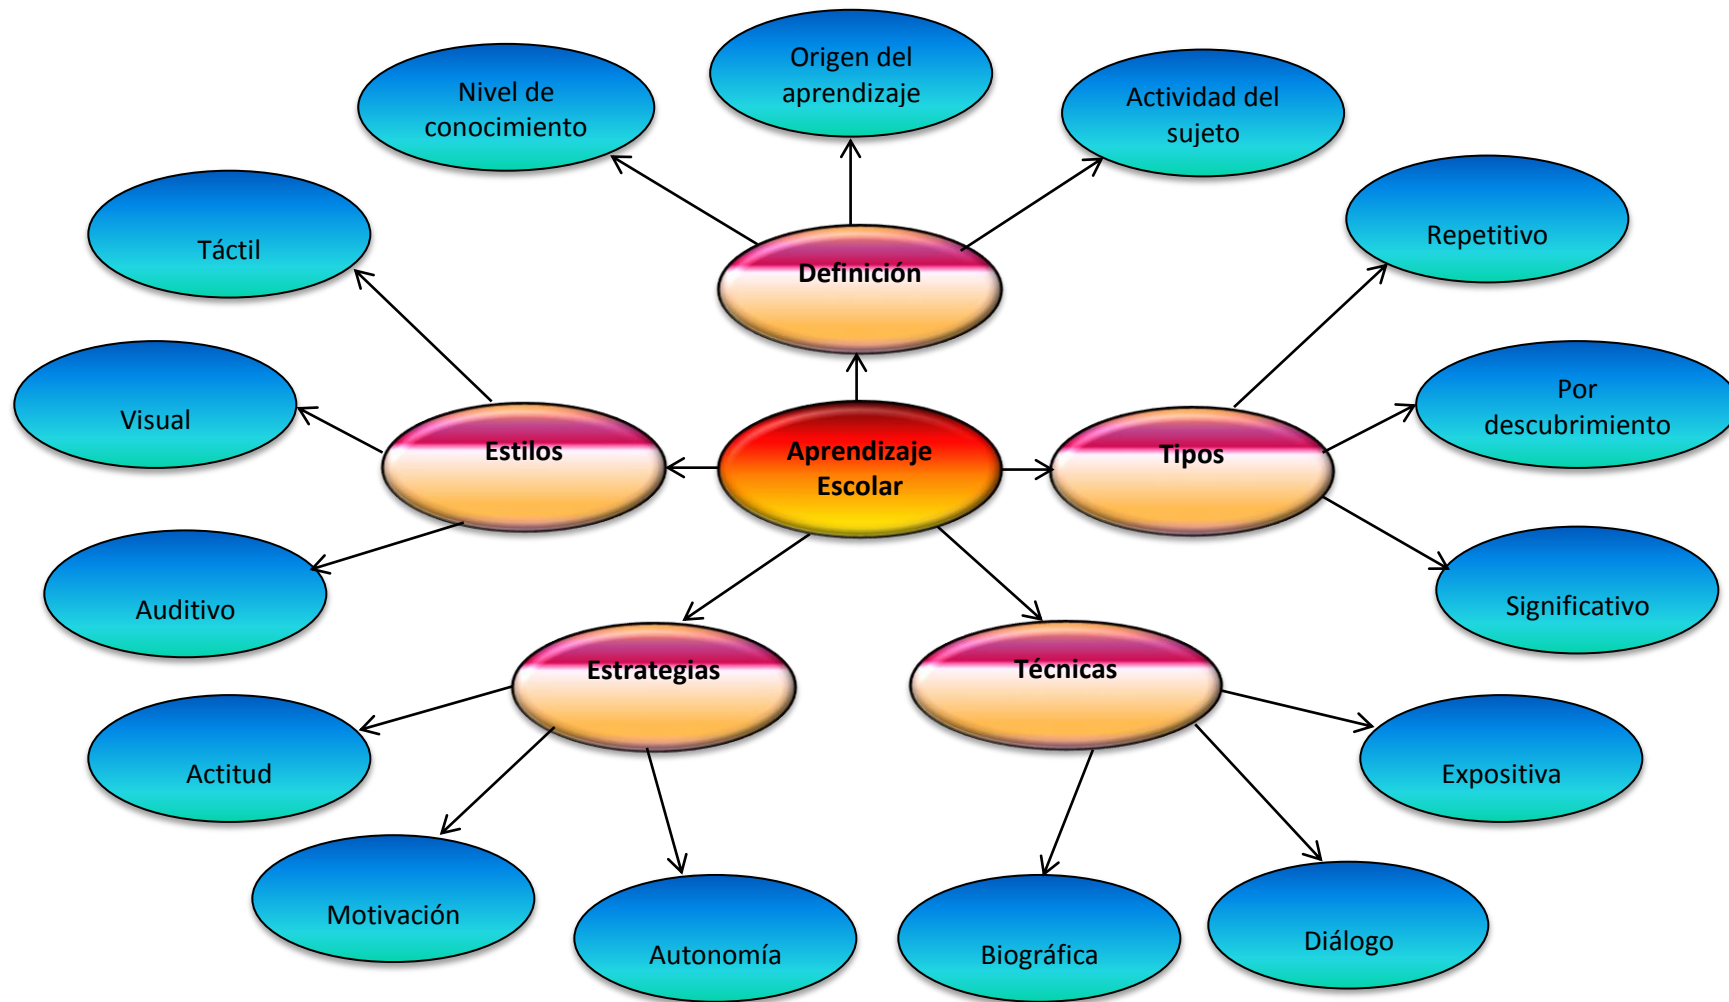 Origen del
aprendizaje
Nivel de
conocimiento
Actividad del
sujeto
Táctil
Repetitivo
Definición
Visual
Por
descubrimiento
Estilos
Aprendizaje
Escolar
Tipos
Auditivo
Significativo
Estrategias
Técnicas
Actitud
Expositiva
Motivación
Autonomía
Biográfica
Diálogo